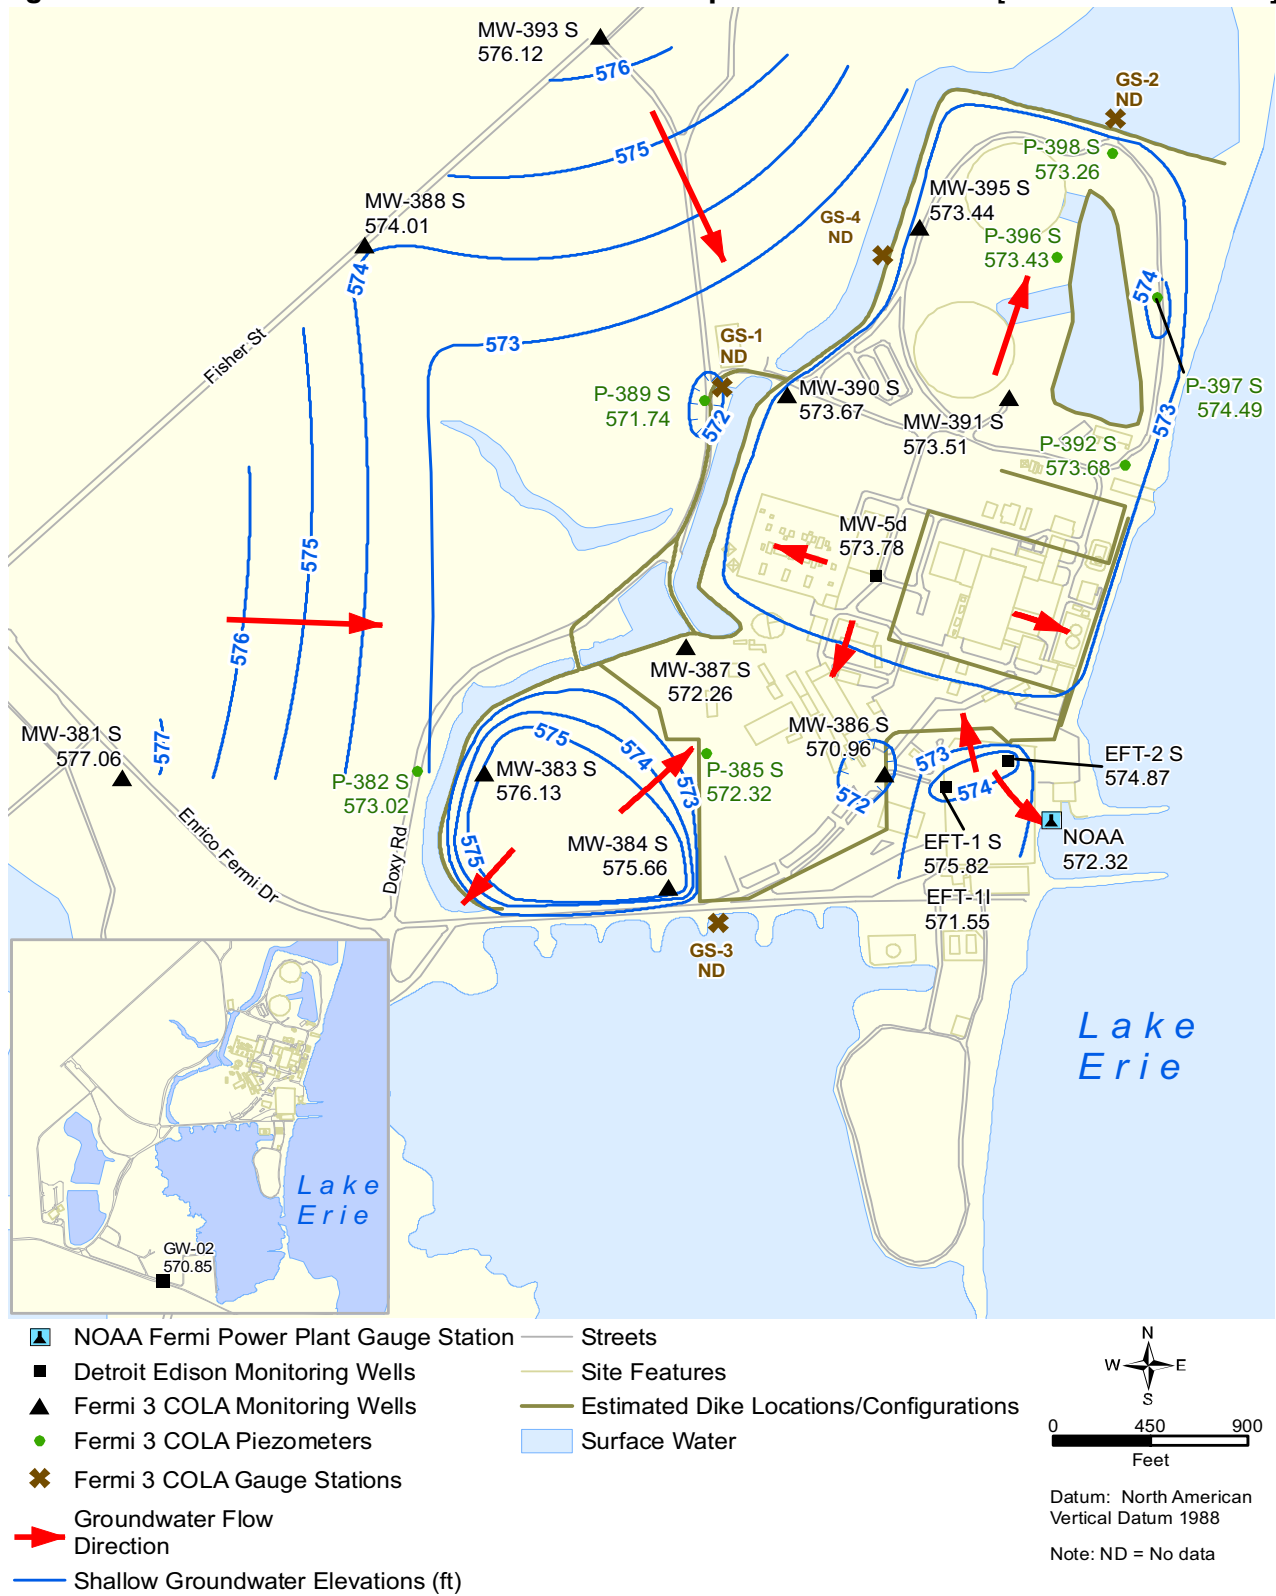 MW-393 S
576.12
576
GS-2
ND
575
P-398 S
573.26
MW-388 S
574.01
MW-395 S
573.44
GS-4
ND
P-396 S
573.43
574
574
Fisher St
573
GS-1
ND
P-389 S
571.74
572
MW-390 S
573.67
P-397 S
574.49
MW-391 S
573.51
573
P-392 S
573.68
MW-5d
573.78
575
576
MW-387 S
572.26
MW-381 S
577.06
577
575
574
573
MW-386 S
570.96
573
EFT-2 S
574.87
P-382 S
573.02
MW-383 S
576.13
P-385 S
572.32
572
574
NOAA
572.32
Enrico Fermi Dr
Doxy Rd
575
MW-384 S
575.66
EFT-1 S
575.82
EFT-1I
571.55
GS-3
ND
Lake
Erie
Lake
Erie
GW-02
570.85
NOAA Fermi Power Plant Gauge Station
Detroit Edison Monitoring Wells
Fermi 3 COLA Monitoring Wells
Fermi 3 COLA Piezometers
Fermi 3 COLA Gauge Stations
Groundwater Flow
Direction
Shallow Groundwater Elevations (ft)
Streets
Site Features
Estimated Dike Locations/Configurations
Surface Water
N
W E
S
0 450 900
Feet
Datum: North American
Vertical Datum 1988
Note: ND = No data